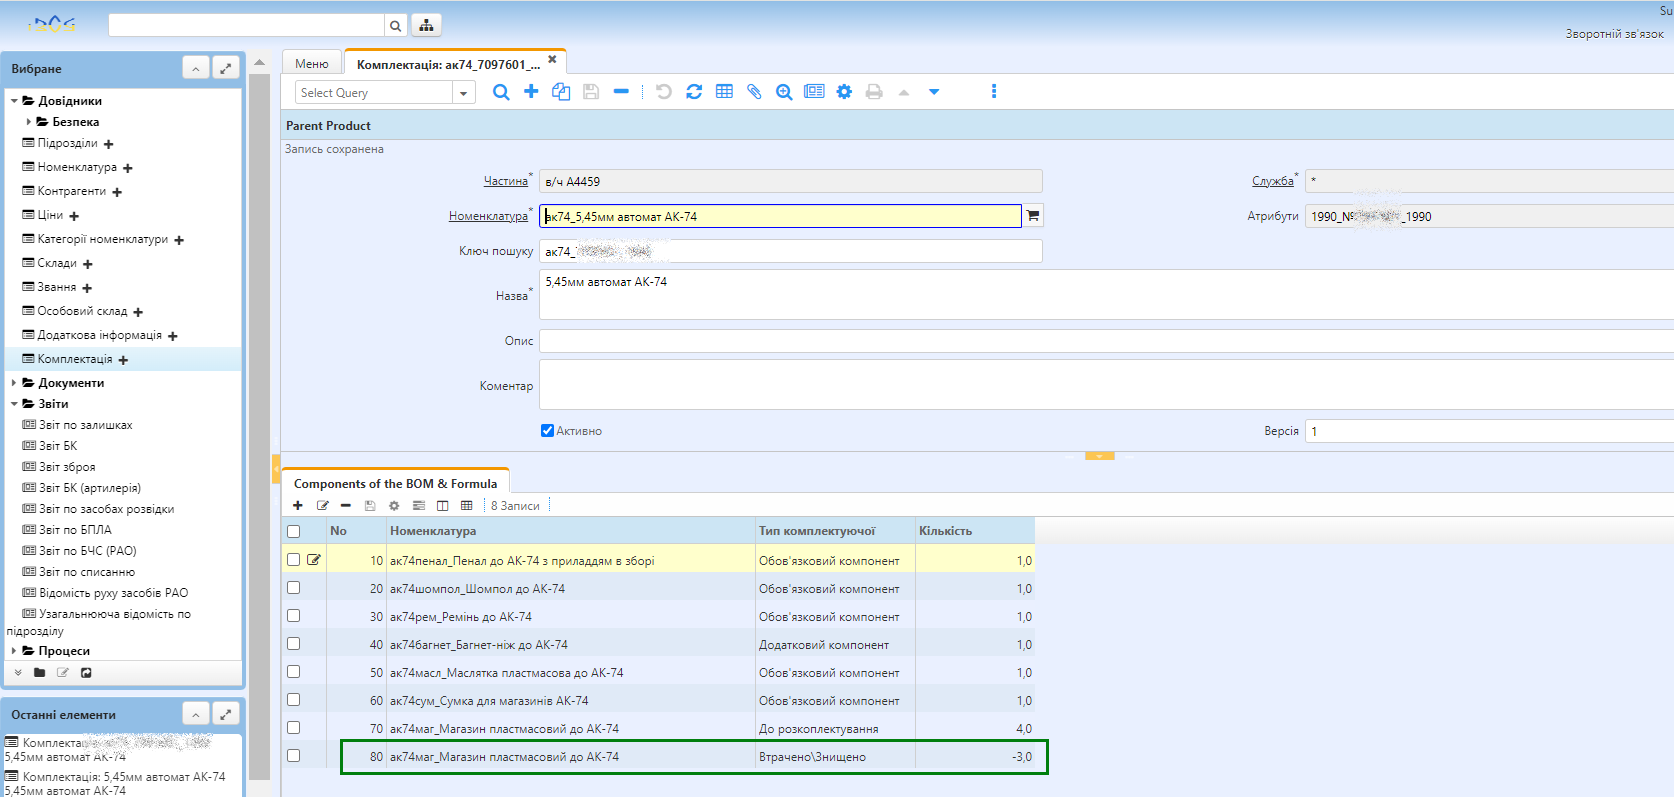 Su
Зворотній зв'язок
Вибране
Довідники
Безпека
Підрозділи
Номенклатура
Контрагенти
Ціни
Категорії номенклатури
Склади
Звання
Особовий склад
Додаткова інформація
Комплектація
Документи
Звіти
Звіт по залишках
Звіт БК
Звіт зброя
Звіт БК (артилерія)
Звіт по засобах розвідки
Звіт по БПЛА
Звіт по БЧС (РАО)
Звіт по списанню
Відомість руху засобів РАО
Узагальнююча відомість по
підрозділу
Процеси
Останні елементи
Комплектац
5,45мм автомат АК-74
Комплектація: 5,45мм автомат АК-74
5,45мм автомат АК-74
Меню
Комплектація: ак74_7097601_...
Select Query
Parent Product
Запись сохранена
Частина* в/ч А4459
Служба* *
Номенклатура* ак74_5,45мм автомат АК-74
Атрибути 1990_№ _1990
Ключ пошуку ак74_
Назва* 5,45мм автомат АК-74
Опис
Коментар
Активно
Версія 1
Components of the BOM & Formula
8 Записи
No Номенклатура Тип комплектуючої Кількість
10 ак74пенал_Пенал до АК-74 з приладдям в зборі Обов'язковий компонент 1,0
20 ак74шомпол_Шомпол до АК-74 Обов'язковий компонент 1,0
30 ак74рем_Ремінь до АК-74 Обов'язковий компонент 1,0
40 ак74багнет_Багнет-ніж до АК-74 Додатковий компонент 1,0
50 ак74масл_Маслятка пластмасова до АК-74 Обов'язковий компонент 1,0
60 ак74сум_Сумка для магазинів АК-74 Обов'язковий компонент 1,0
70 ак74маг_Магазин пластмасовий до АК-74 До розкоплектування 4,0
80 ак74маг_Магазин пластмасовий до АК-74 Втрачено\Знищено -3,0